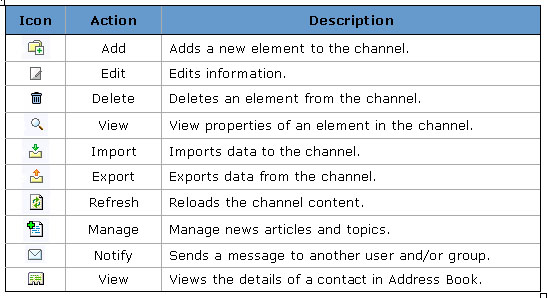 Icon Action Description
Add Adds a new element to the channel.
Edit Edits information.
Delete Deletes an element from the channel.
View View properties of an element in the channel.
Import Imports data to the channel.
Export Exports data from the channel.
Refresh Reloads the channel content.
Manage Manage news articles and topics.
Notify Sends a message to another user and/or group.
View Views the details of a contact in Address Book.